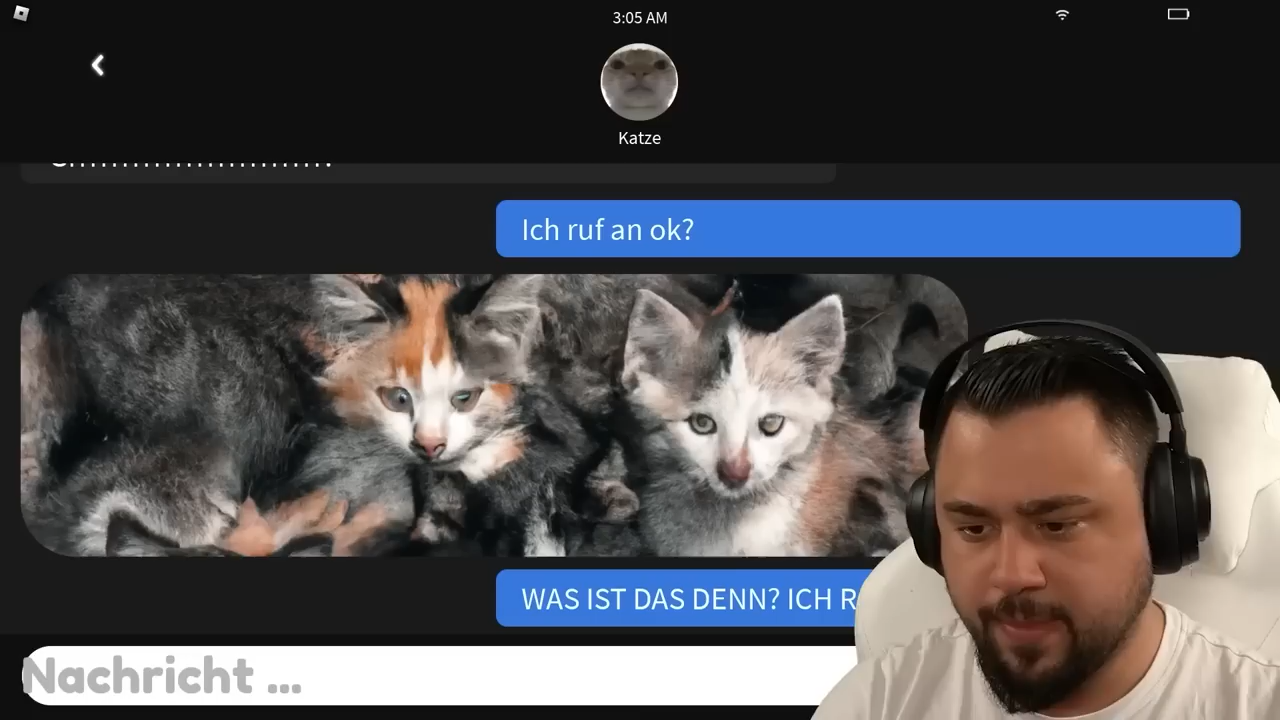 3:05 AM
Katze
Ich ruf an ok?
WAS IST DAS DENN? ICH
Nachricht ...